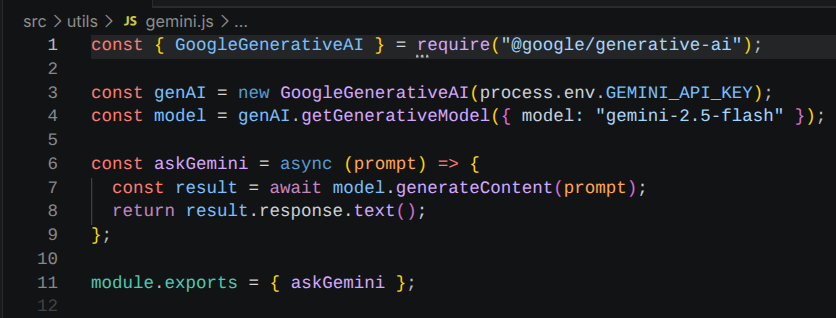 src > utils > JS gemini.js > ...
1 const { GoogleGenerativeAI } = require("@google/generative-ai");
2
3 const genAI = new GoogleGenerativeAI(process.env.GEMINI_API_KEY);
4 const model = genAI.getGenerativeModel({ model: "gemini-2.5-flash" });
5
6 const askGemini = async (prompt) => {
7   const result = await model.generateContent(prompt);
8   return result.response.text();
9 };
10
11 module.exports = { askGemini };
12